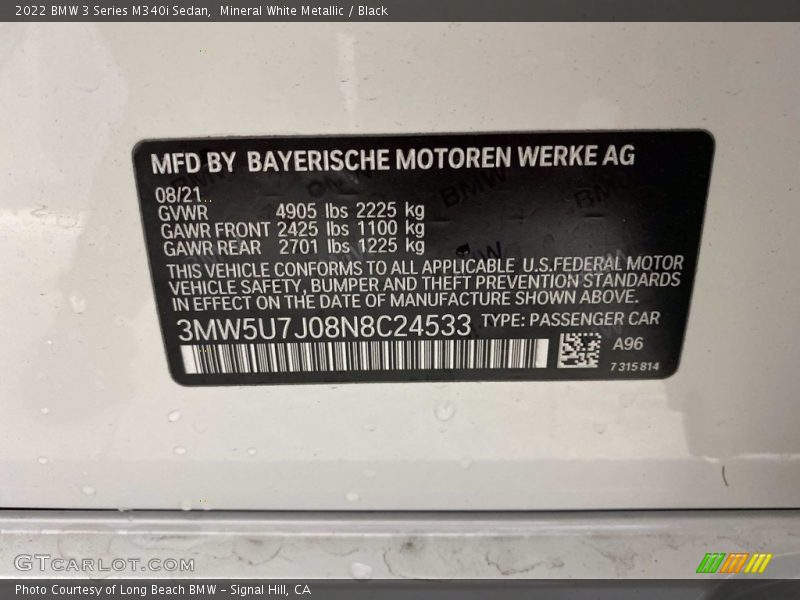 2022 BMW 3 Series M340i Sedan,  Mineral White Metallic / Black
MFD BY BAYERISCHE MOTOREN WERKE AG
08/21
GVWR 4905 lbs 2225 kg
GAWR FRONT 2425 lbs 1100 kg
GAWR REAR 2701 lbs 1225 kg
THIS VEHICLE CONFORMS TO ALL APPLICABLE U.S.FEDERAL MOTOR
VEHICLE SAFETY, BUMPER AND THEFT PREVENTION STANDARDS
IN EFFECT ON THE DATE OF MANUFACTURE SHOWN ABOVE.
3MW5U7J08N8C24533 TYPE: PASSENGER CAR
A96
7 315 814
GTCARLOT.COM
Photo Courtesy of Long Beach BMW – Signal Hill, CA